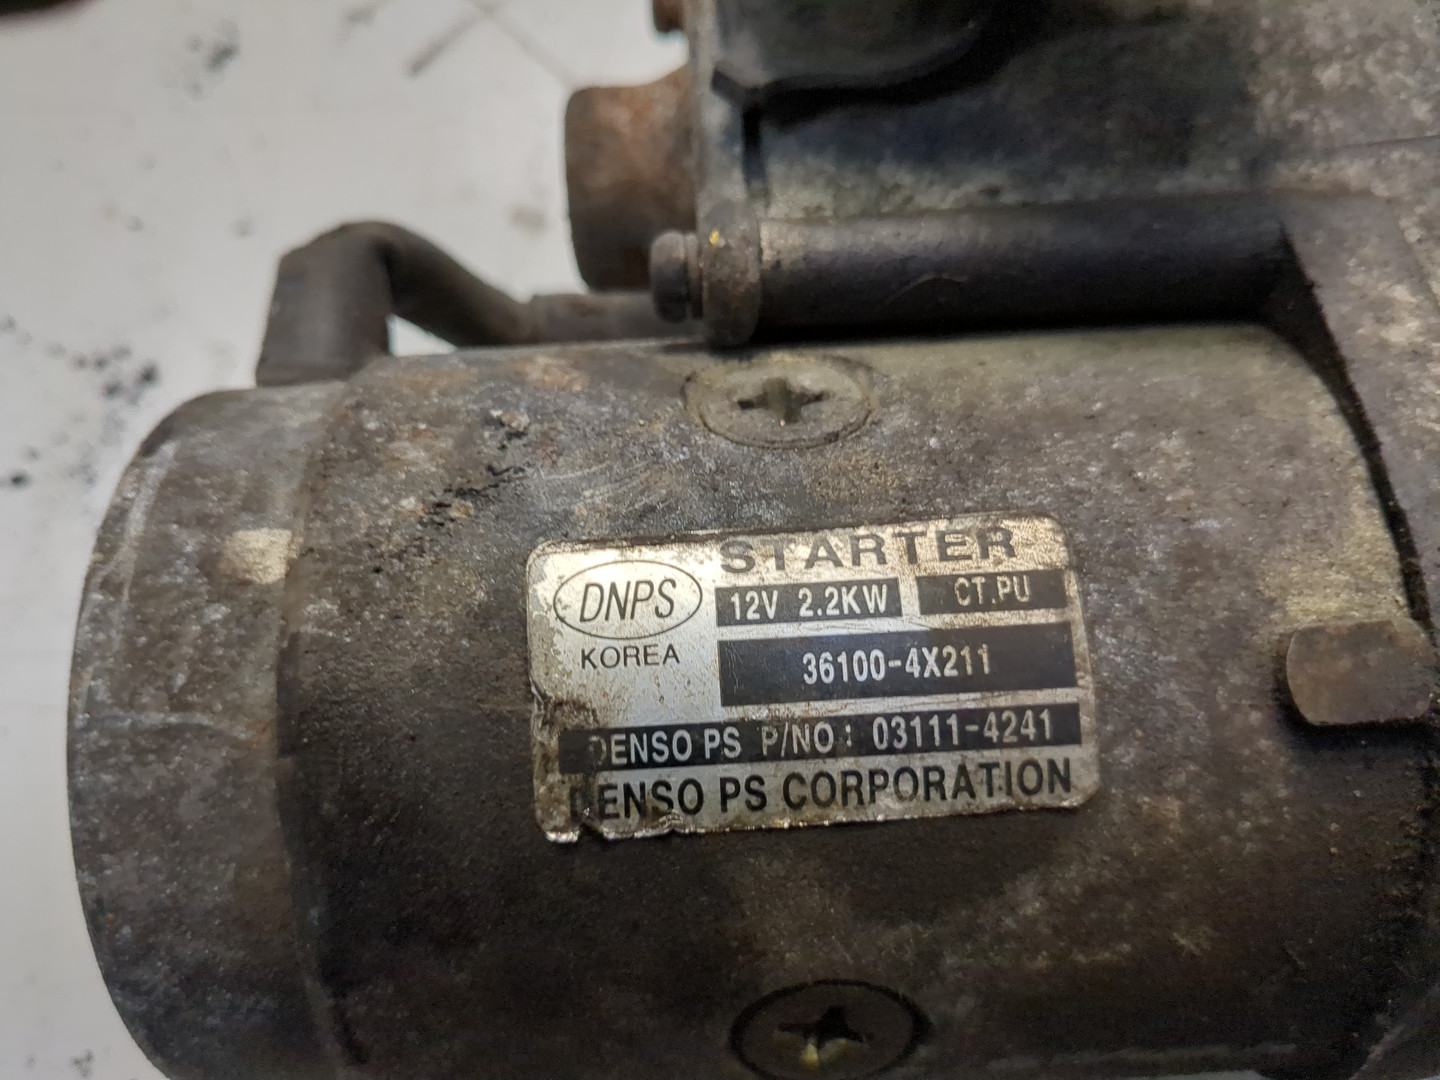 STARTER
DNPS
12V 2.2KW CT.PU
KOREA
36100-4X211
DENSO PS P/NO: 03111-4241
DENSO PS CORPORATION